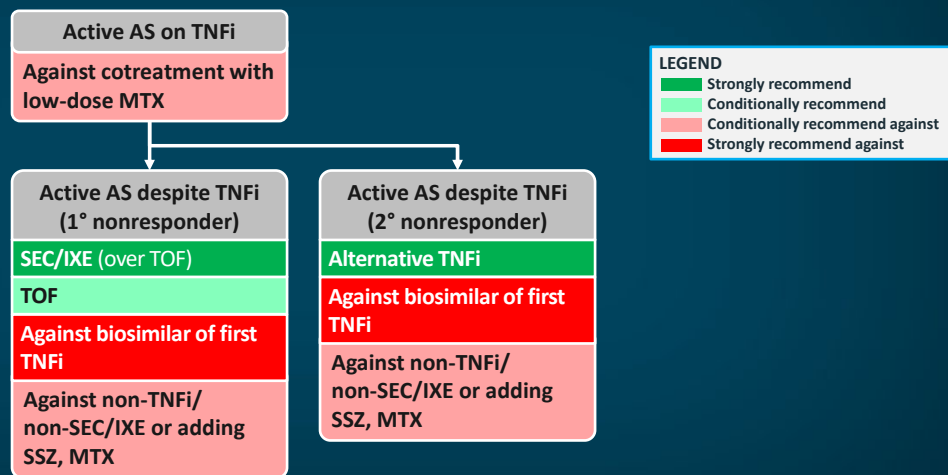 Active AS on TNFi
Against cotreatment with
low-dose MTX
LEGEND
Strongly recommend
Conditionally recommend
Conditionally recommend against
Strongly recommend against
Active AS despite TNFi
(1° nonresponder)
SEC/IXE (over TOF)
TOF
Against biosimilar of first
TNFi
Against non-TNFi/
non-SEC/IXE or adding
SSZ, MTX
Active AS despite TNFi
(2° nonresponder)
Alternative TNFi
Against biosimilar of first
TNFi
Against non-TNFi/
non-SEC/IXE or adding
SSZ, MTX